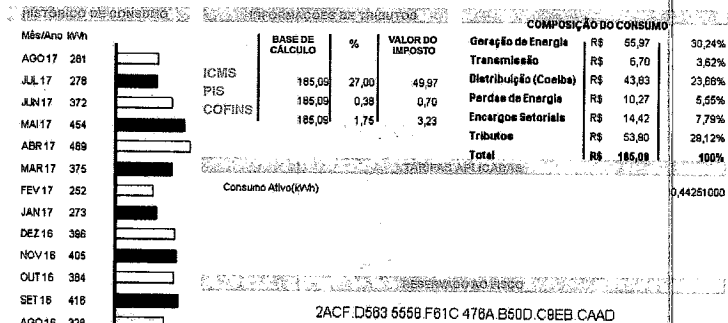 HISTÓRICO DE CONSUMO
Mês/Ano kWh
AGO17 281
JUL17 278
JUN17 372
MAI17 454
ABR17 489
MAR17 375
FEV17 252
JAN17 273
DEZ16 396
NOV16 405
OUT16 384
SET16 416
AGO16 328
INFORMAÇÕES DE TRIBUTOS
BASE DE CÁLCULO % VALOR DO IMPOSTO
ICMS 185,09 27,00 49,97
PIS 185,09 0,38 0,70
COFINS 185,09 1,75 3,23
COMPOSIÇÃO DO CONSUMO
Geração de Energia R$ 55,97 30,24%
Transmissão R$ 6,70 3,62%
Distribuição (Coelba) R$ 43,93 23,68%
Perdas de Energia R$ 10,27 5,55%
Encargos Setoriais R$ 14,42 7,79%
Tributos R$ 53,90 29,12%
Total R$ 185,09 100%
TARIFAS APLICADAS
Consumo Ativo(kWh) 0,44251000
RESERVADO AO FISCO
2ACF.D563.5558.F61C.476A.B50D.C9EB.CAAD